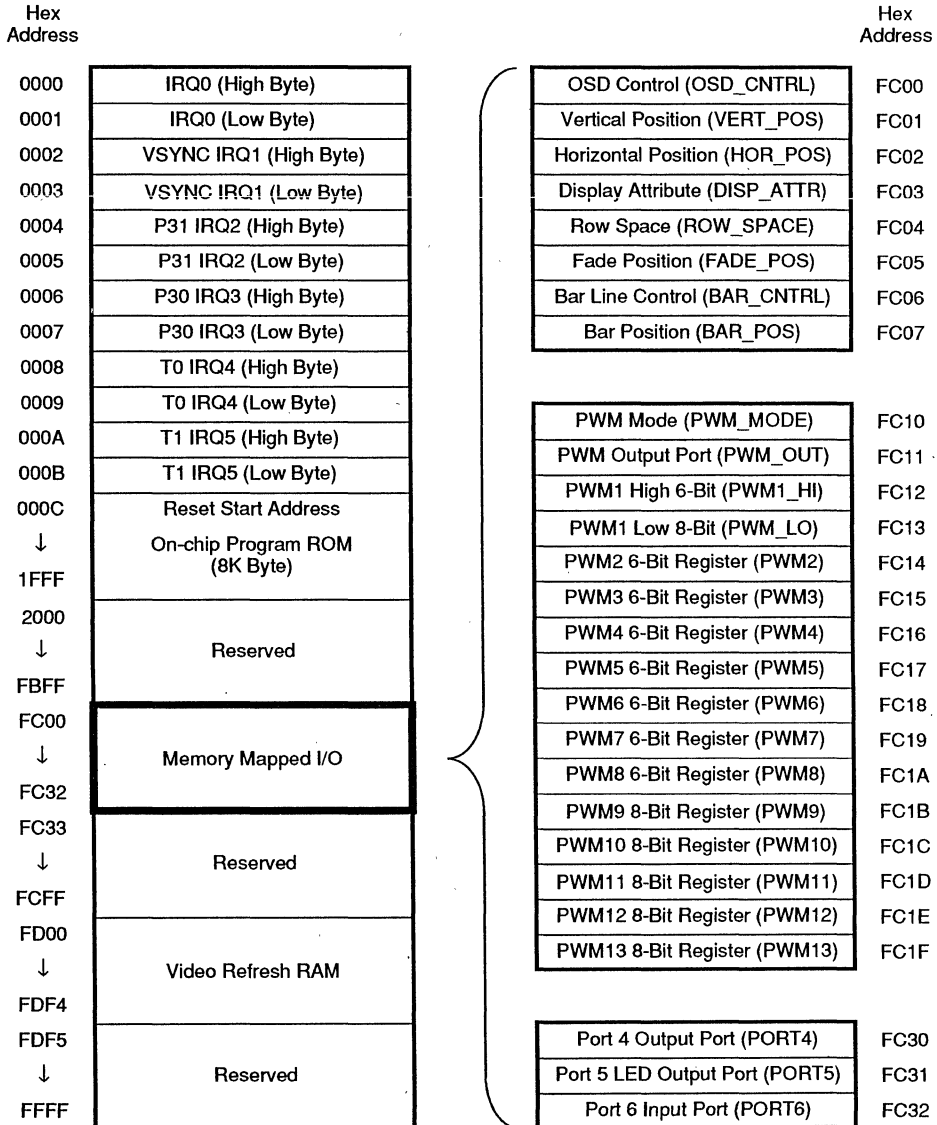 Hex
Address
0000 IRQ0 (High Byte)
0001 IRQ0 (Low Byte)
0002 VSYNC IRQ1 (High Byte)
0003 VSYNC IRQ1 (Low Byte)
0004 P31 IRQ2 (High Byte)
0005 P31 IRQ2 (Low Byte)
0006 P30 IRQ3 (High Byte)
0007 P30 IRQ3 (Low Byte)
0008 T0 IRQ4 (High Byte)
0009 T0 IRQ4 (Low Byte)
000A T1 IRQ5 (High Byte)
000B T1 IRQ5 (Low Byte)
000C Reset Start Address
↓ On-chip Program ROM
(8K Byte)
1FFF
2000
↓ Reserved
FBFF
FC00
↓ Memory Mapped I/O
FC32
FC33
↓ Reserved
FCFF
FD00
↓ Video Refresh RAM
FDF4
FDF5
↓ Reserved
FFFF
Hex
Address
OSD Control (OSD_CNTRL) FC00
Vertical Position (VERT_POS) FC01
Horizontal Position (HOR_POS) FC02
Display Attribute (DISP_ATTR) FC03
Row Space (ROW_SPACE) FC04
Fade Position (FADE_POS) FC05
Bar Line Control (BAR_CNTRL) FC06
Bar Position (BAR_POS) FC07
PWM Mode (PWM_MODE) FC10
PWM Output Port (PWM_OUT) FC11
PWM1 High 6-Bit (PWM1_HI) FC12
PWM1 Low 8-Bit (PWM_LO) FC13
PWM2 6-Bit Register (PWM2) FC14
PWM3 6-Bit Register (PWM3) FC15
PWM4 6-Bit Register (PWM4) FC16
PWM5 6-Bit Register (PWM5) FC17
PWM6 6-Bit Register (PWM6) FC18
PWM7 6-Bit Register (PWM7) FC19
PWM8 6-Bit Register (PWM8) FC1A
PWM9 8-Bit Register (PWM9) FC1B
PWM10 8-Bit Register (PWM10) FC1C
PWM11 8-Bit Register (PWM11) FC1D
PWM12 8-Bit Register (PWM12) FC1E
PWM13 8-Bit Register (PWM13) FC1F
Port 4 Output Port (PORT4) FC30
Port 5 LED Output Port (PORT5) FC31
Port 6 Input Port (PORT6) FC32